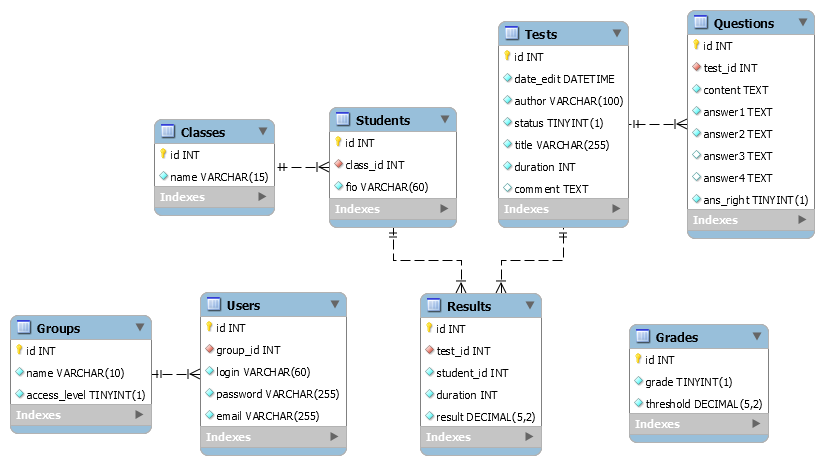 Classes
id INT
name VARCHAR(15)
Indexes
Students
id INT
class_id INT
fio VARCHAR(60)
Indexes
Tests
id INT
date_edit DATETIME
author VARCHAR(100)
status TINYINT(1)
title VARCHAR(255)
duration INT
comment TEXT
Indexes
Questions
id INT
test_id INT
content TEXT
answer1 TEXT
answer2 TEXT
answer3 TEXT
answer4 TEXT
ans_right TINYINT(1)
Indexes
Groups
id INT
name VARCHAR(10)
access_level TINYINT(1)
Indexes
Users
id INT
group_id INT
login VARCHAR(60)
password VARCHAR(255)
email VARCHAR(255)
Indexes
Results
id INT
test_id INT
student_id INT
duration INT
result DECIMAL(5,2)
Indexes
Grades
id INT
grade TINYINT(1)
threshold DECIMAL(5,2)
Indexes